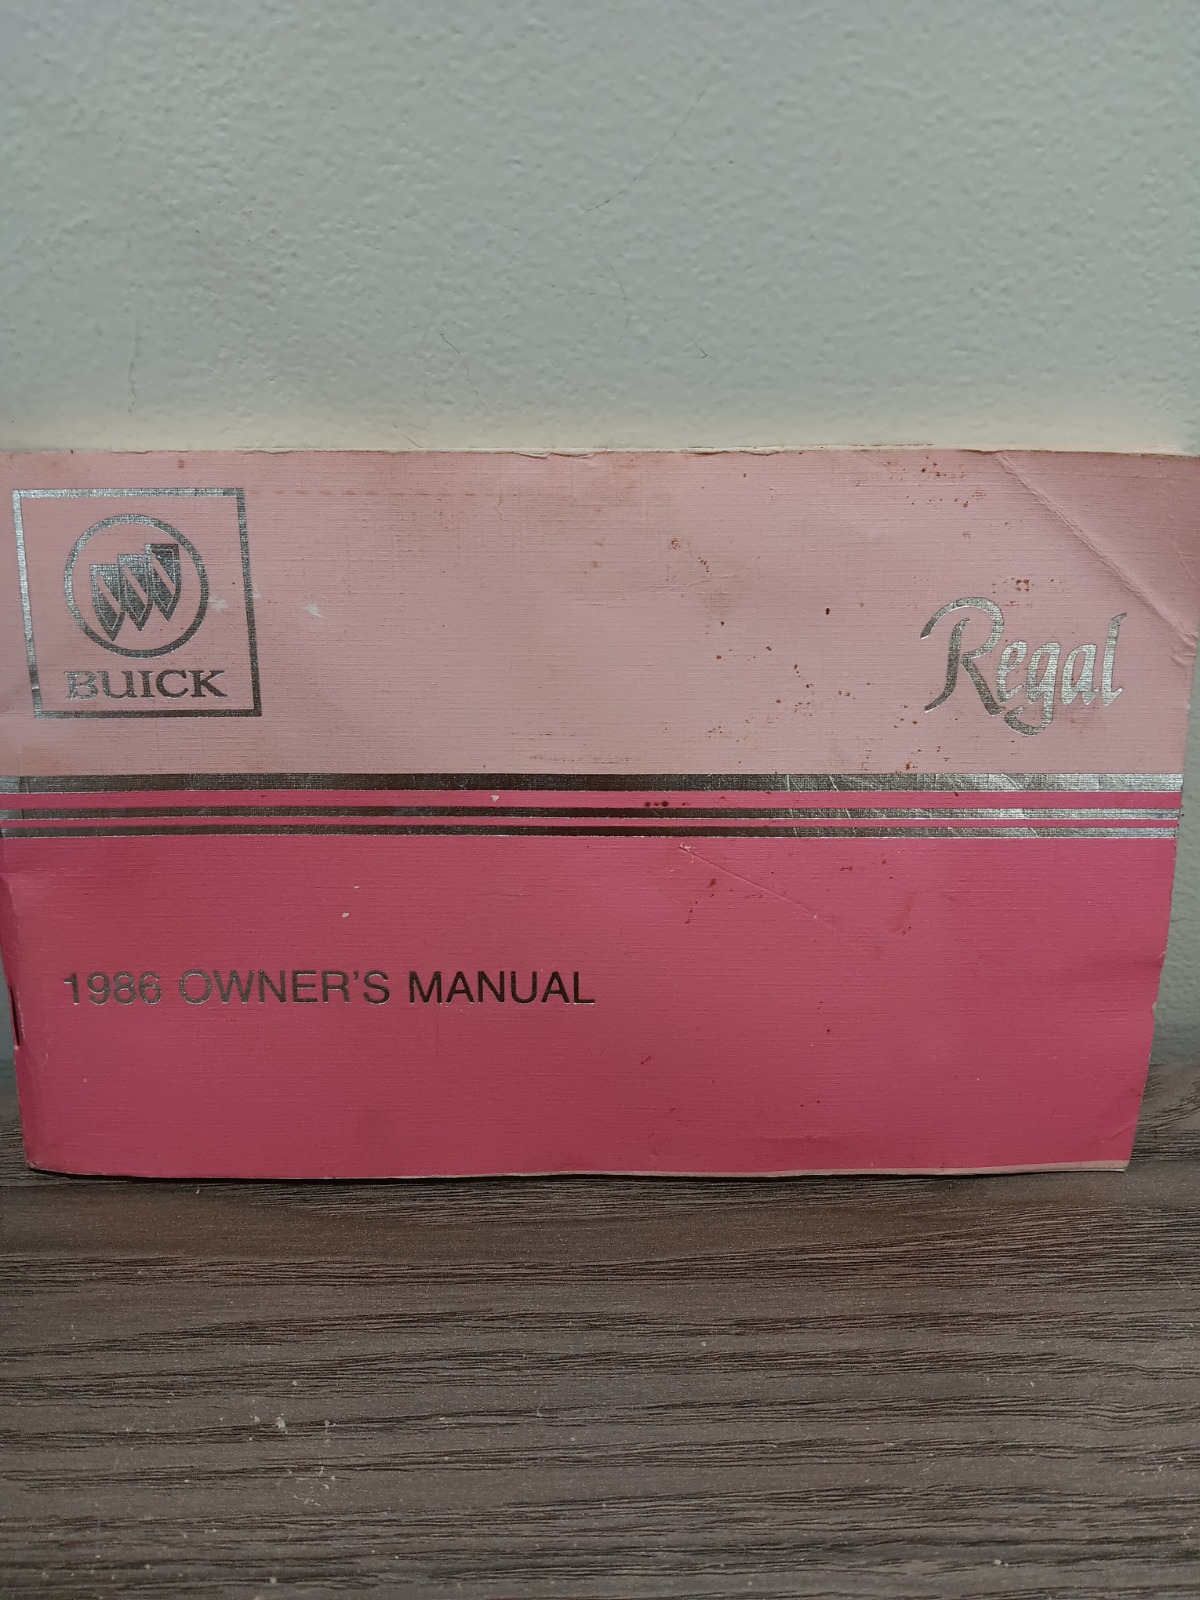 BUICK
Regal
1986 OWNER'S MANUAL